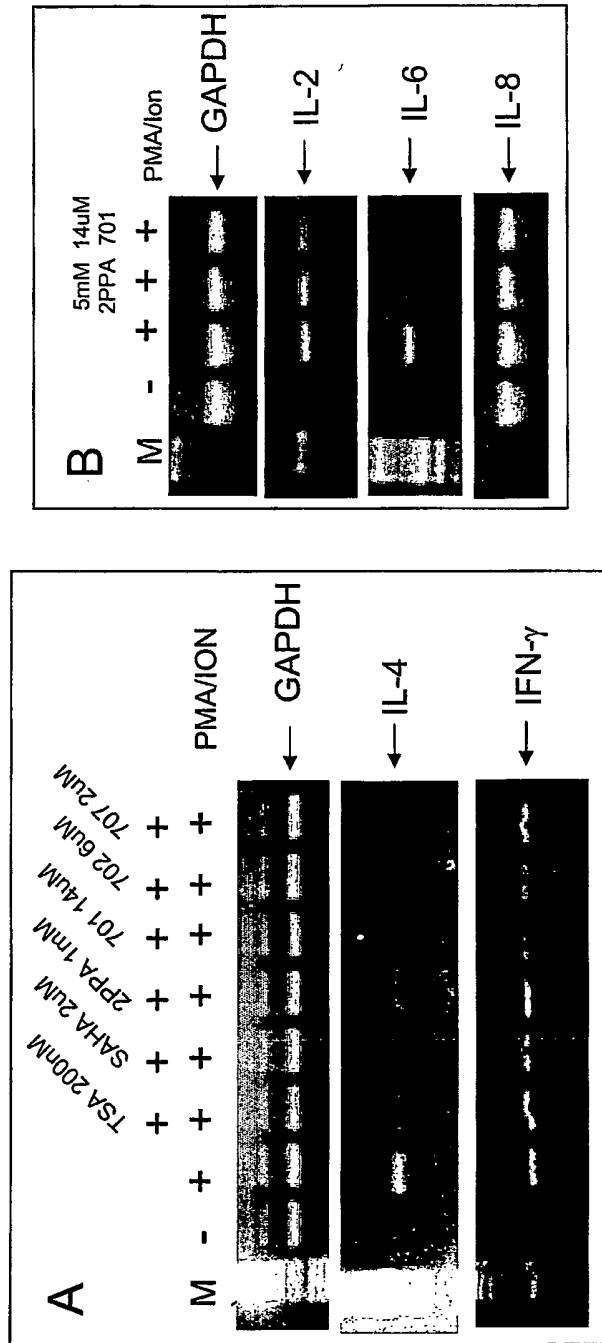 A
TSA 200nM
SAHA 2uM
2PPA 1mM
701 14uM
702 6uM
707 2uM
+ + + + + +
M - + + + + + + + PMA/ION
GAPDH
IL-4
IFN-γ
B
5mM 14uM
2PPA 701
M - + + + PMA/Ion
GAPDH
IL-2
IL-6
IL-8